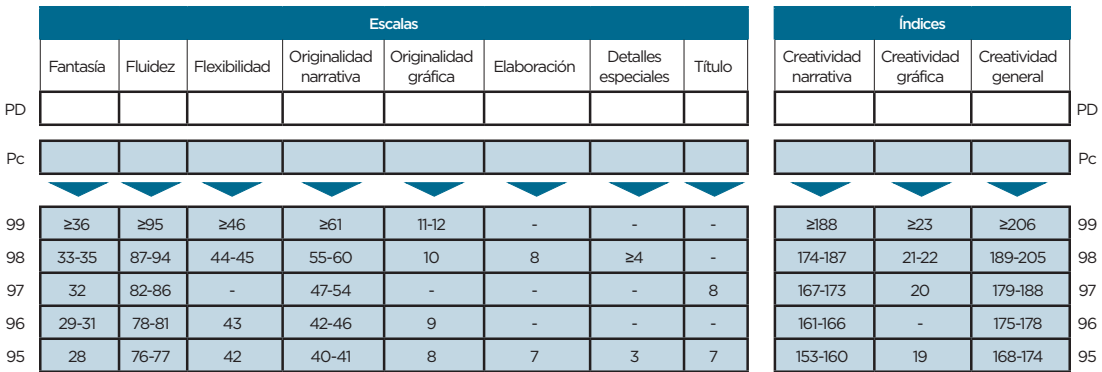 Escalas Índices
Fantasía Fluidez Flexibilidad Originalidad narrativa Originalidad gráfica Elaboración Detalles especiales Título Creatividad narrativa Creatividad gráfica Creatividad general
PD PD
Pc Pc
99 ≥36 ≥95 ≥46 ≥61 11-12 - - - ≥188 ≥23 ≥206 99
98 33-35 87-94 44-45 55-60 10 8 ≥4 - 174-187 21-22 189-205 98
97 32 82-86 - 47-54 - - - 8 167-173 20 179-188 97
96 29-31 78-81 43 42-46 9 - - - 161-166 - 175-178 96
95 28 76-77 42 40-41 8 7 3 7 153-160 19 168-174 95